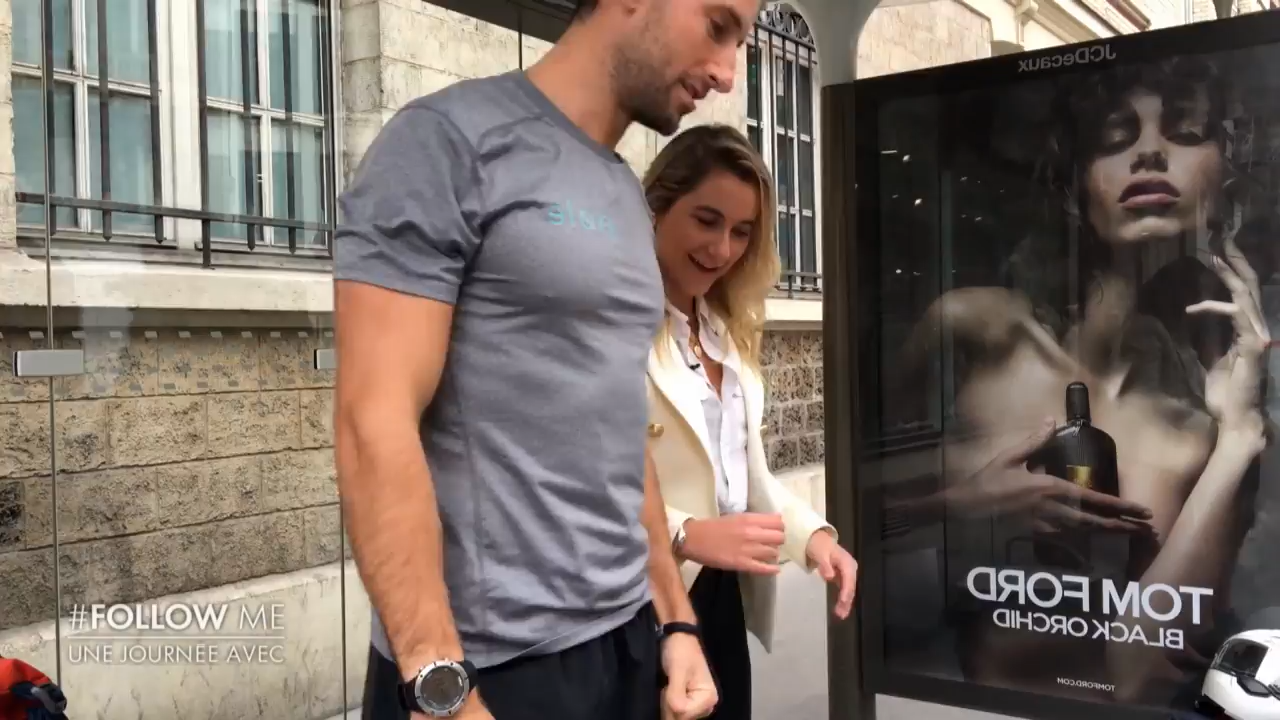 JCDecaux
TOM FORD
BLACK ORCHID
TOMFORD.COM
#FOLLOW ME
UNE JOURNÉE AVEC